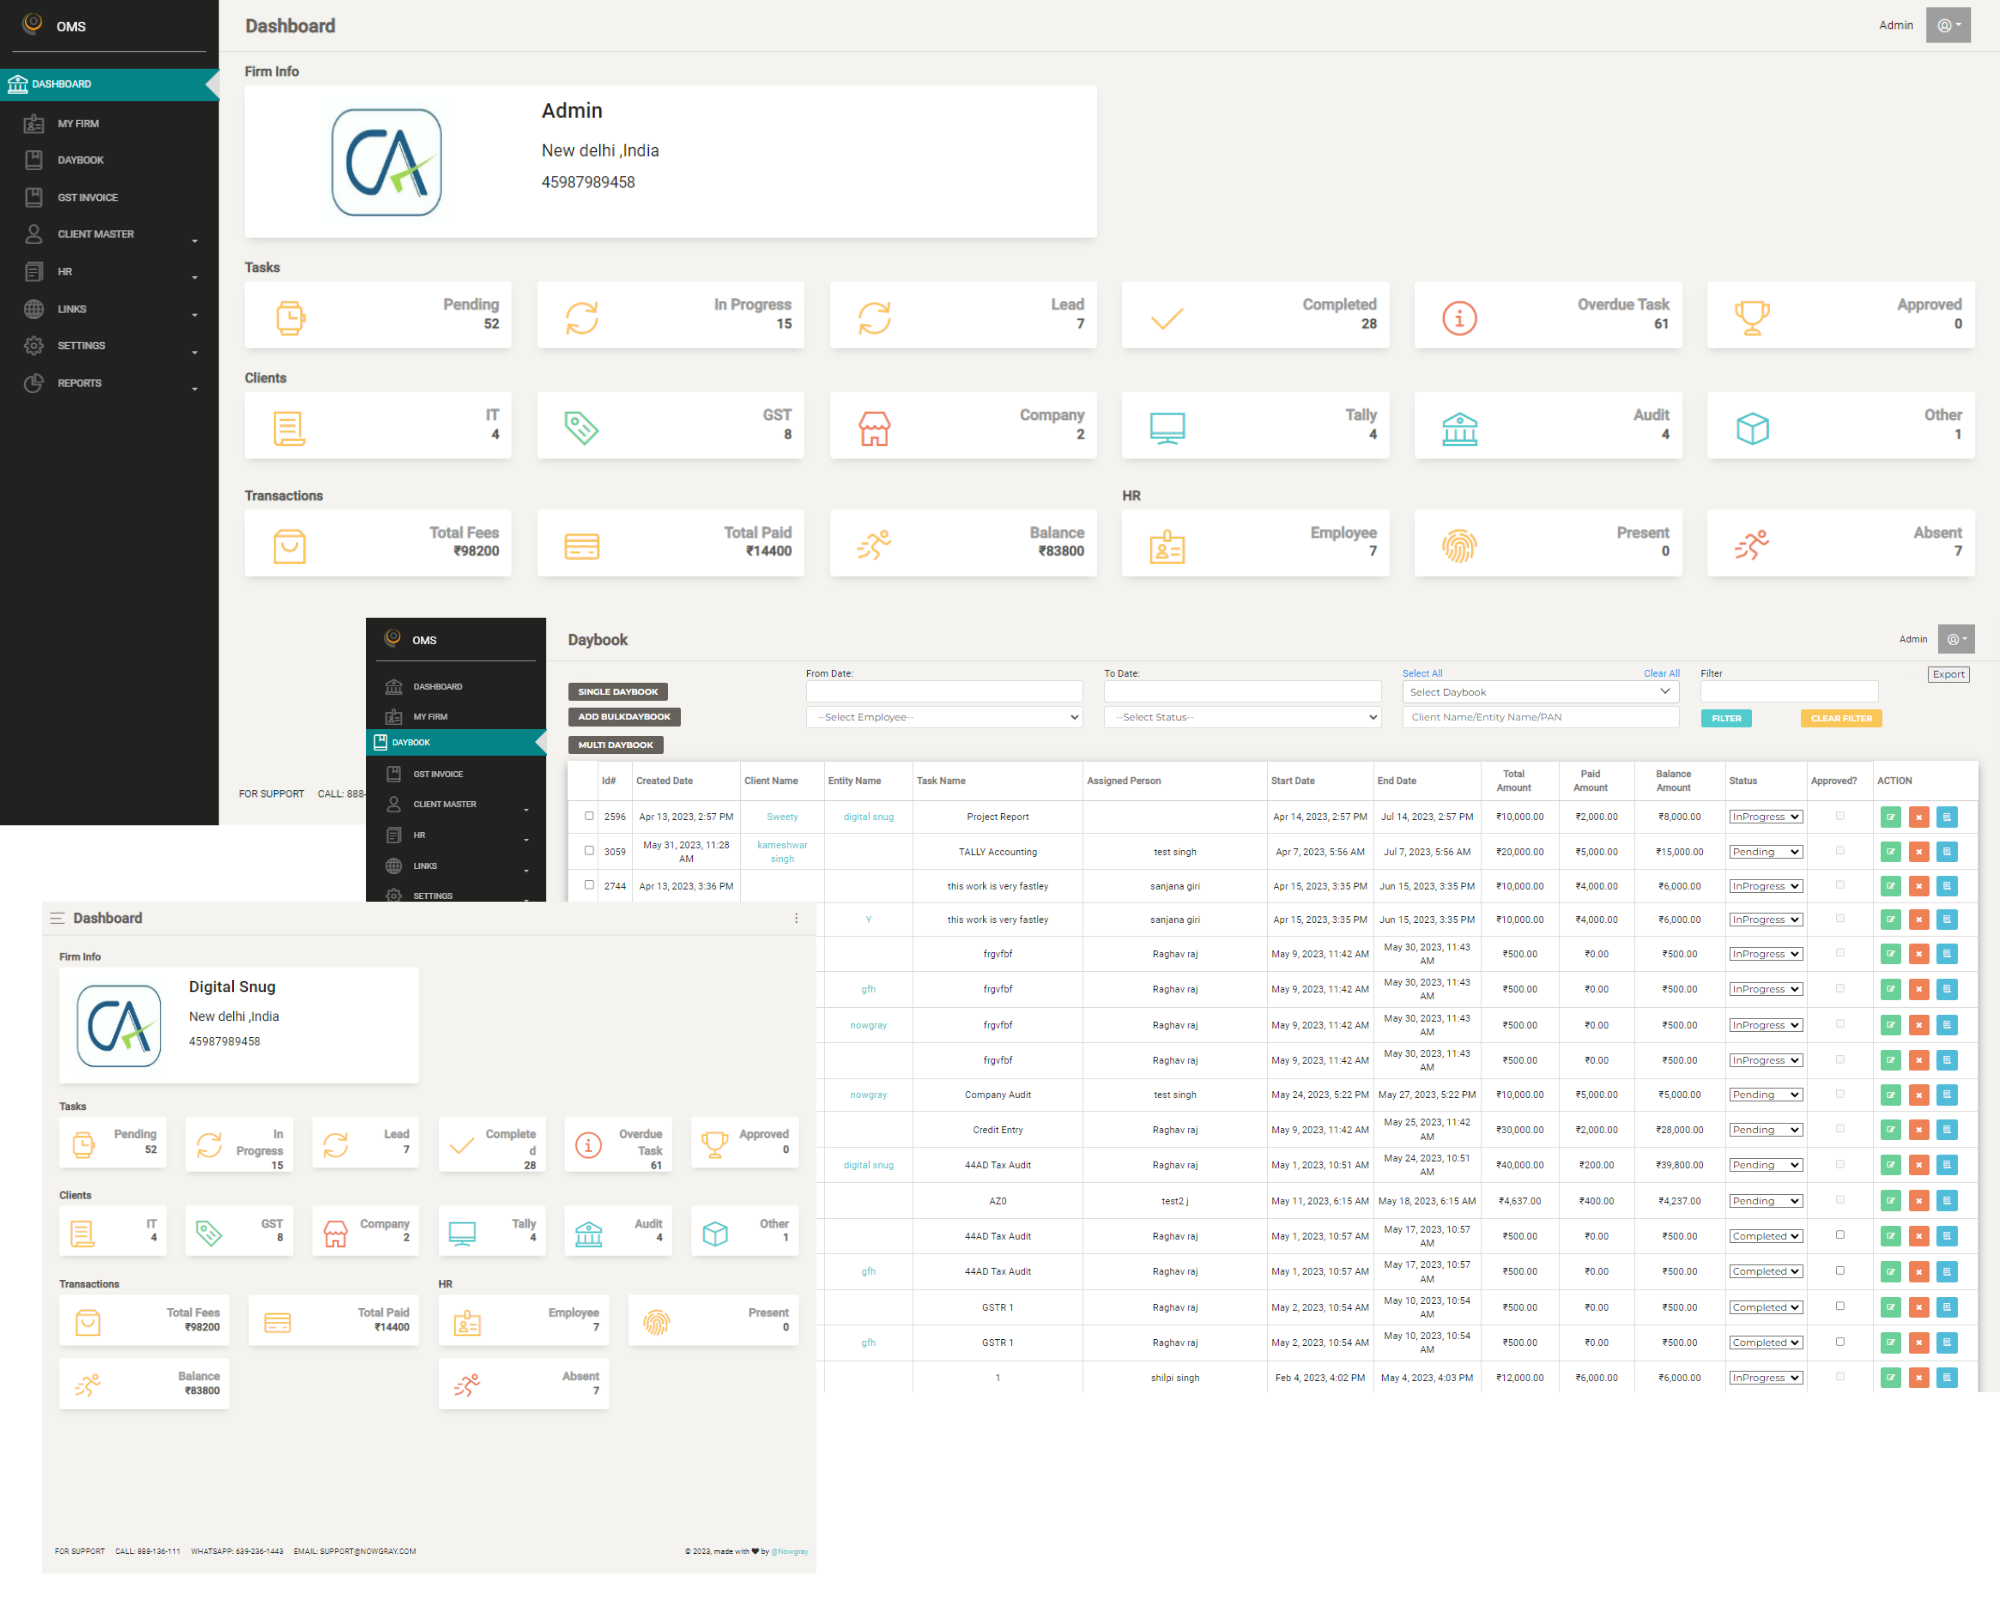 OMS
DASHBOARD
MY FIRM
DAYBOOK
GST INVOICE
CLIENT MASTER
HR
LINKS
SETTINGS
REPORTS
Dashboard
Admin
Firm Info
CA
Admin
New delhi ,India
45987989458
Tasks
Pending
52
In Progress
15
Lead
7
Completed
28
Overdue Task
61
Approved
0
Clients
IT
4
GST
8
Company
2
Tally
4
Audit
4
Other
1
Transactions
Total Fees
₹98200
Total Paid
₹14400
Balance
₹83800
HR
Employee
7
Present
0
Absent
7
FOR SUPPORT CALL: 888-
OMS
DASHBOARD
MY FIRM
DAYBOOK
GST INVOICE
CLIENT MASTER
HR
LINKS
SETTINGS
Daybook
Admin
SINGLE DAYBOOK
ADD BULKDAYBOOK
MULTI DAYBOOK
From Date:
To Date:
Select All Clear All
Filter
Export
Select Daybook
--Select Employee--
--Select Status--
Client Name/Entity Name/PAN
FILTER
CLEAR FILTER
Id# Created Date Client Name Entity Name Task Name Assigned Person Start Date End Date Total Amount Paid Amount Balance Amount Status Approved? ACTION
2596 Apr 13, 2023, 2:57 PM Sweety digital snug Project Report Apr 14, 2023, 2:57 PM Jul 14, 2023, 2:57 PM ₹10,000.00 ₹2,000.00 ₹8,000.00 InProgress
3059 May 31, 2023, 11:28 AM kameshwar singh TALLY Accounting test singh Apr 7, 2023, 5:56 AM Jul 7, 2023, 5:56 AM ₹20,000.00 ₹5,000.00 ₹15,000.00 Pending
2744 Apr 13, 2023, 3:36 PM this work is very fastley sanjana giri Apr 15, 2023, 3:35 PM Jun 15, 2023, 3:35 PM ₹10,000.00 ₹4,000.00 ₹6,000.00 InProgress
Y this work is very fastley sanjana giri Apr 15, 2023, 3:35 PM Jun 15, 2023, 3:35 PM ₹10,000.00 ₹4,000.00 ₹6,000.00 InProgress
frgvfbf Raghav raj May 9, 2023, 11:42 AM May 30, 2023, 11:43 AM ₹500.00 ₹0.00 ₹500.00 InProgress
gfh frgvfbf Raghav raj May 9, 2023, 11:42 AM May 30, 2023, 11:43 AM ₹500.00 ₹0.00 ₹500.00 InProgress
nowgray frgvfbf Raghav raj May 9, 2023, 11:42 AM May 30, 2023, 11:43 AM ₹500.00 ₹0.00 ₹500.00 InProgress
frgvfbf Raghav raj May 9, 2023, 11:42 AM May 30, 2023, 11:43 AM ₹500.00 ₹0.00 ₹500.00 InProgress
nowgray Company Audit test singh May 24, 2023, 5:22 PM May 27, 2023, 5:22 PM ₹10,000.00 ₹5,000.00 ₹5,000.00 Pending
Credit Entry Raghav raj May 9, 2023, 11:42 AM May 25, 2023, 11:42 AM ₹30,000.00 ₹2,000.00 ₹28,000.00 Pending
digital snug 44AD Tax Audit Raghav raj May 1, 2023, 10:51 AM May 24, 2023, 10:51 AM ₹40,000.00 ₹200.00 ₹39,800.00 Pending
AZ0 test2 j May 11, 2023, 6:15 AM May 18, 2023, 6:15 AM ₹4,637.00 ₹400.00 ₹4,237.00 Pending
44AD Tax Audit Raghav raj May 1, 2023, 10:57 AM May 17, 2023, 10:57 AM ₹500.00 ₹0.00 ₹500.00 Completed
gfh 44AD Tax Audit Raghav raj May 1, 2023, 10:57 AM May 17, 2023, 10:57 AM ₹500.00 ₹0.00 ₹500.00 Completed
GSTR 1 Raghav raj May 2, 2023, 10:54 AM May 10, 2023, 10:54 AM ₹500.00 ₹0.00 ₹500.00 Completed
gfh GSTR 1 Raghav raj May 2, 2023, 10:54 AM May 10, 2023, 10:54 AM ₹500.00 ₹0.00 ₹500.00 Completed
1 shilpi singh Feb 4, 2023, 4:02 PM May 4, 2023, 4:03 PM ₹12,000.00 ₹6,000.00 ₹6,000.00 InProgress
Dashboard
Firm Info
CA
Digital Snug
New delhi ,India
45987989458
Tasks
Pending
52
In
Progress
15
Lead
7
Complete
d
28
Overdue
Task
61
Approved
0
Clients
IT
4
GST
8
Company
2
Tally
4
Audit
4
Other
1
Transactions
HR
Total Fees
₹98200
Total Paid
₹14400
Employee
7
Present
0
Balance
₹83800
Absent
7
FOR SUPPORT CALL: 888-136-111 WHATSAPP: 639-236-1443 EMAIL: SUPPORT@NOWGRAY.COM
© 2023, made with ♥ by @Nowgray